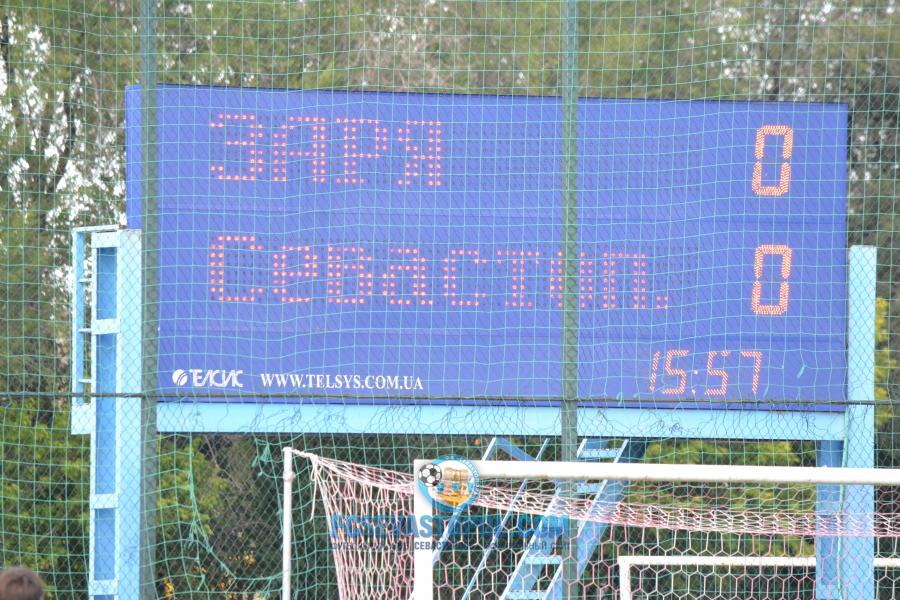 ЗАРЯ 0
Севастоп. 0
15:57
ТЕЛСИС WWW.TELSYS.COM.UA